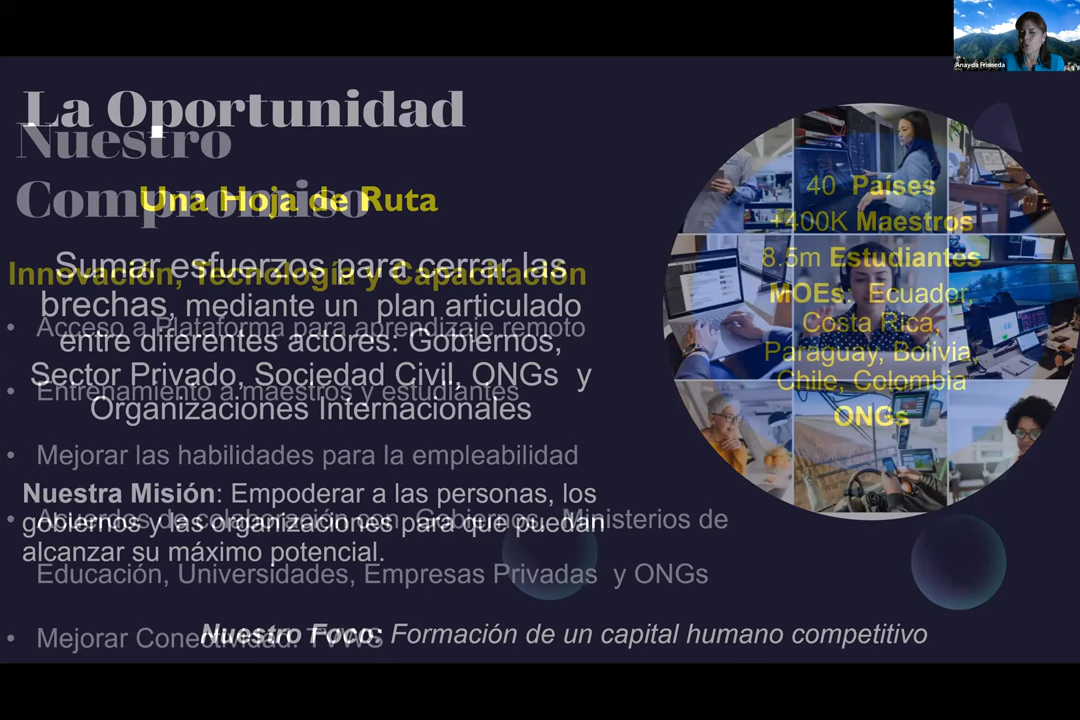 Anayda Frisneda
La Oportunidad
Una Hoja de Ruta
Sumar esfuerzos para cerrar las
brechas, mediante un plan articulado
entre diferentes actores: Gobiernos,
Sector Privado, Sociedad Civil, ONGs y
Organizaciones Internacionales
Nuestra Misión: Empoderar a las personas, los
gobiernos y las organizaciones para que puedan
alcanzar su máximo potencial.
Nuestro Foco: Formación de un capital humano competitivo
Nuestro
Compromiso
Innovación, Tecnología y Capacitación
• Acceso a Plataforma para aprendizaje remoto
• Entrenamiento a maestros y estudiantes
• Mejorar las habilidades para la empleabilidad
• Acuerdos de colaboración con Gobiernos, Ministerios de
Educación, Universidades, Empresas Privadas y ONGs
• Mejorar Conectividad: TVWS
40 Países
+400K Maestros
8.5m Estudiantes
MOEs: Ecuador,
Costa Rica,
Paraguay, Bolivia,
Chile, Colombia
ONGs